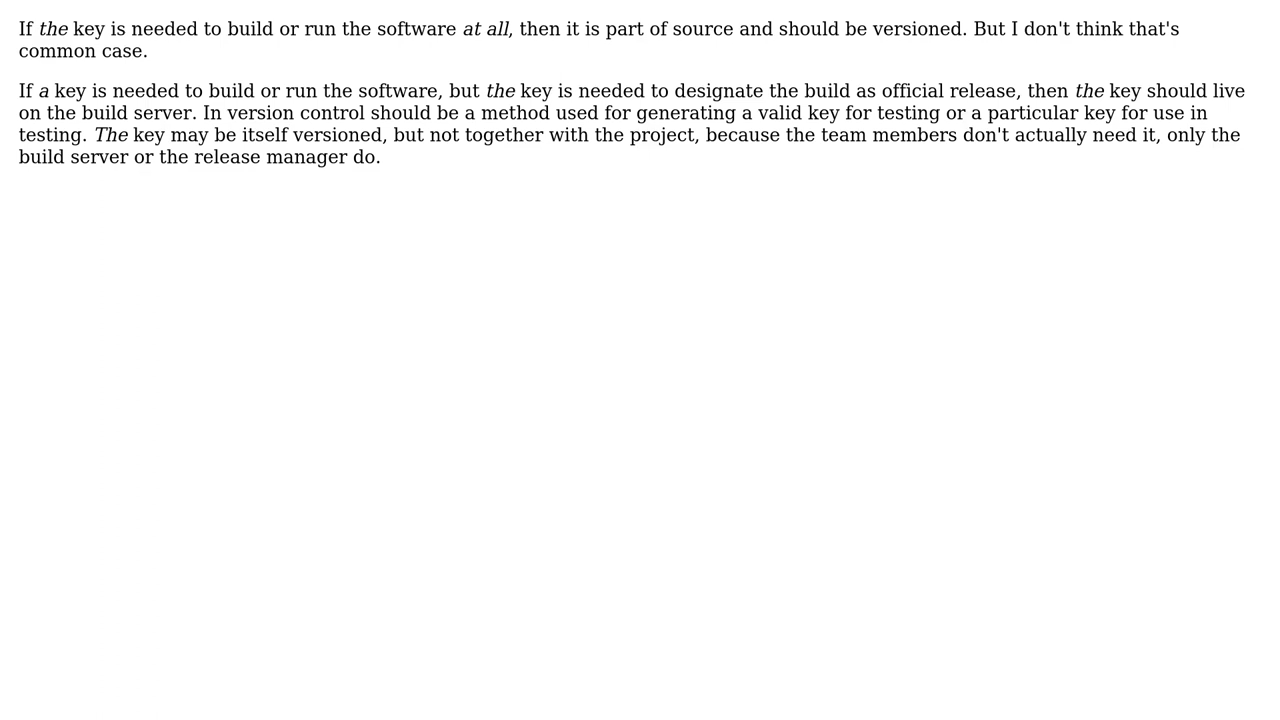 If the key is needed to build or run the software at all, then it is part of source and should be versioned. But I don't think that's
common case.
If a key is needed to build or run the software, but the key is needed to designate the build as official release, then the key should live
on the build server. In version control should be a method used for generating a valid key for testing or a particular key for use in
testing. The key may be itself versioned, but not together with the project, because the team members don't actually need it, only the
build server or the release manager do.